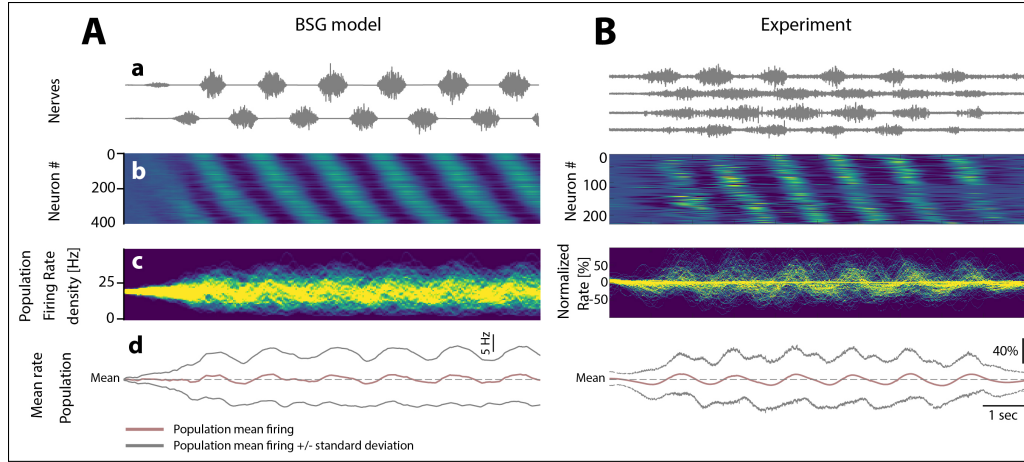 A
BSG model
B
Experiment
a
Nerves
b
Neuron #
0
200
400
Neuron #
0
100
200
c
Population
Firing Rate
density [Hz]
25
0
Normalized
Rate [%]
50
0
-50
d
5 Hz
40%
Mean rate
Population
Mean
Mean
1 sec
Population mean firing
Population mean firing +/- standard deviation